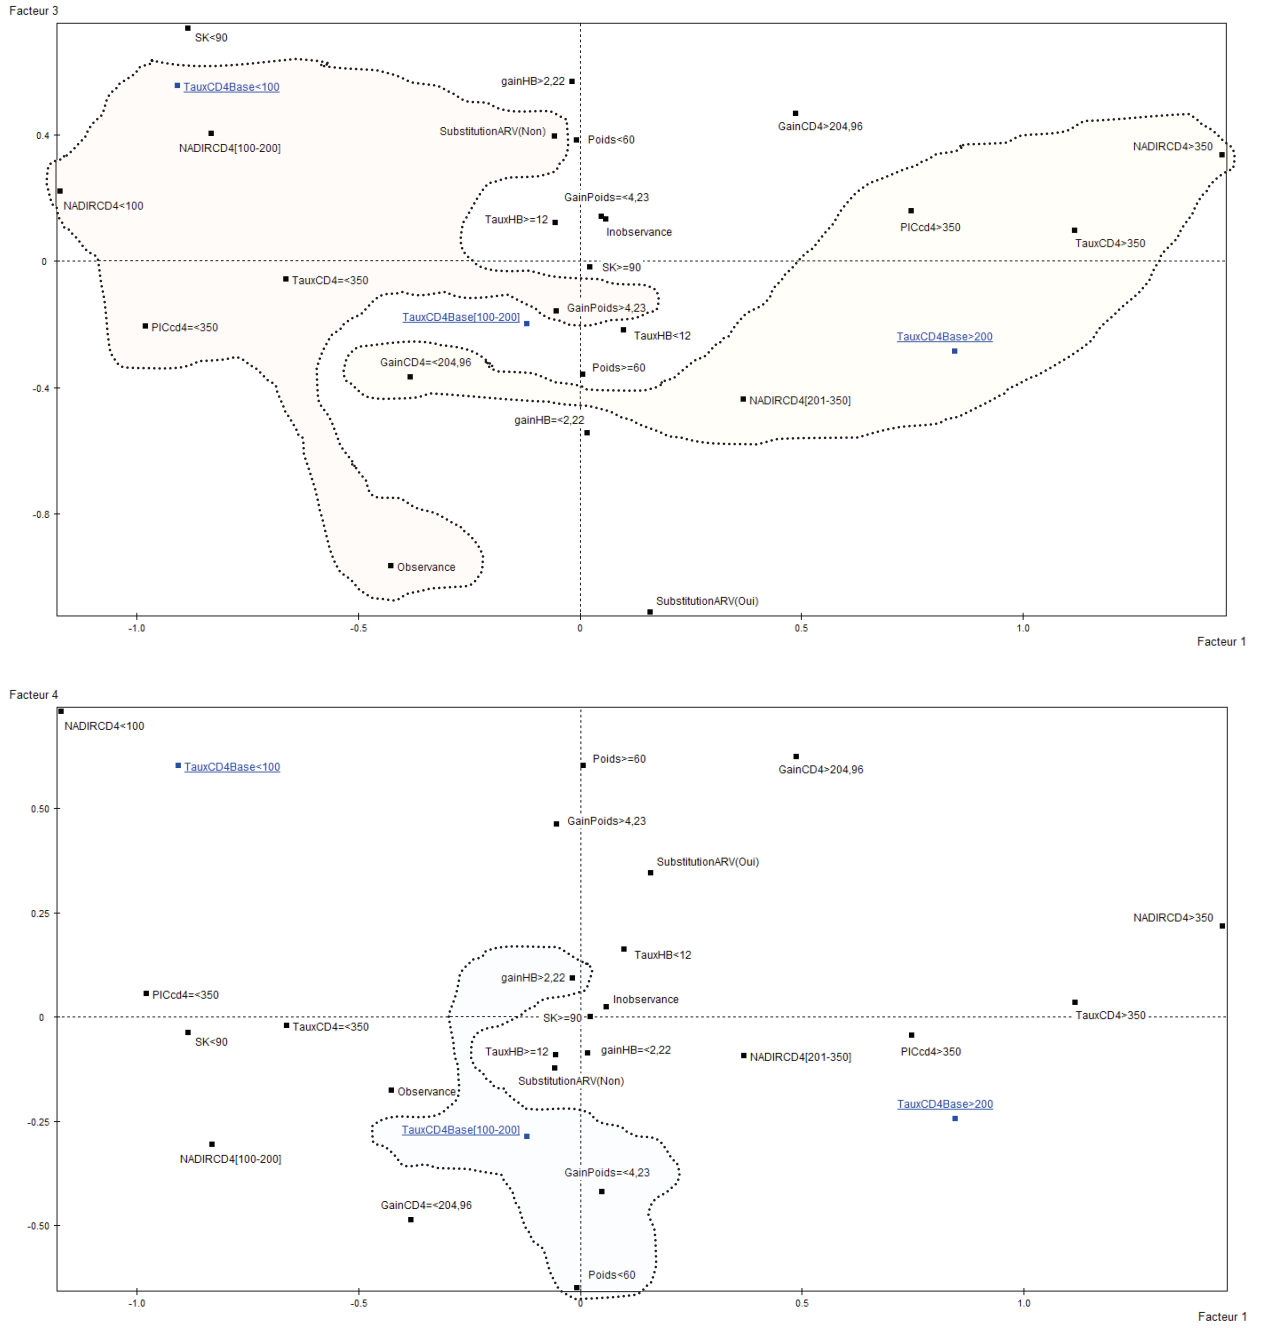 Facteur 3
SK<90
TauxCD4Base<100
gainHB>2,22
GainCD4>204,96
0.4
SubstitutionARV(Non)
Poids<60
NADIRCD4[100-200]
NADIRCD4>350
NADIRCD4<100
GainPoids=<4,23
TauxHB>=12
Inobservance
PICcd4>350
TauxCD4>350
0
SK>=90
TauxCD4=<350
GainPoids>4,23
TauxCD4Base[100-200]
PICcd4=<350
TauxHB<12
TauxCD4Base>200
GainCD4=<204,96
Poids>=60
-0.4
NADIRCD4[201-350]
gainHB=<2,22
-0.8
Observance
SubstitutionARV(Oui)
-1.0
-0.5
0
0.5
1.0
Facteur 1
Facteur 4
NADIRCD4<100
TauxCD4Base<100
Poids>=60
GainCD4>204,96
0.50
GainPoids>4,23
SubstitutionARV(Oui)
0.25
NADIRCD4>350
TauxHB<12
gainHB>2,22
PICcd4=<350
Inobservance
0
SK>=90
TauxCD4>350
TauxCD4=<350
SK<90
TauxHB>=12
gainHB=<2,22
PICcd4>350
NADIRCD4[201-350]
SubstitutionARV(Non)
Observance
TauxCD4Base>200
-0.25
TauxCD4Base[100-200]
NADIRCD4[100-200]
GainPoids=<4,23
GainCD4=<204,96
-0.50
Poids<60
-1.0
-0.5
0
0.5
1.0
Facteur 1